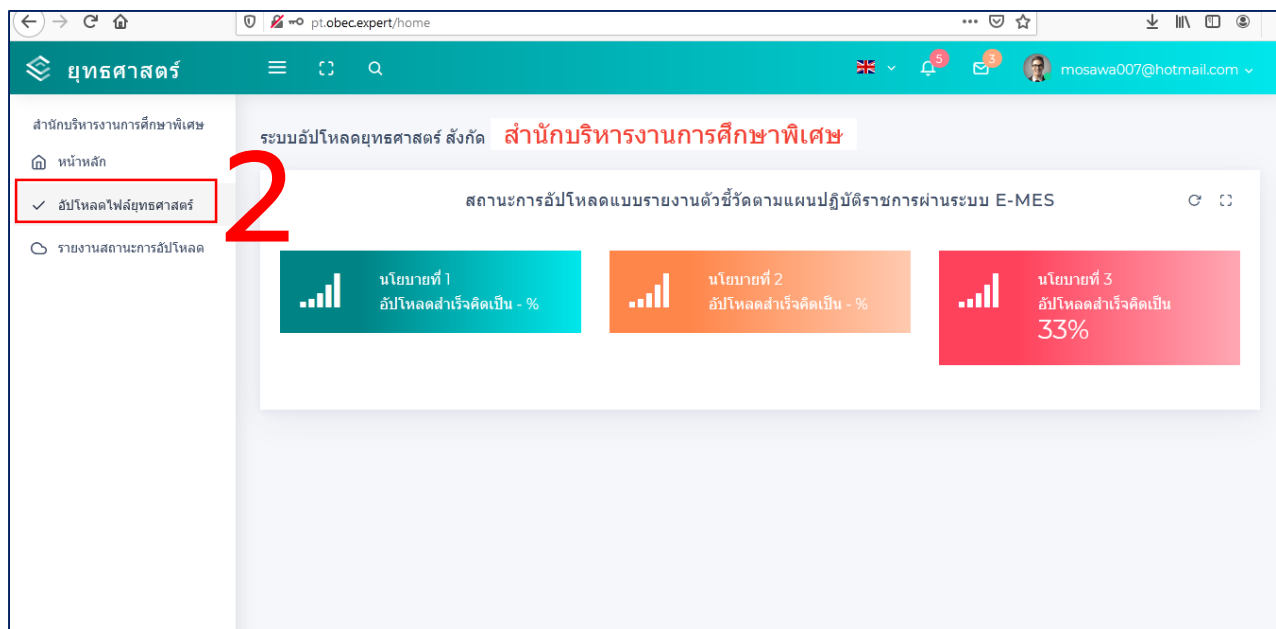 pt.obec.expert/home
ยุทธศาสตร์
5
3
mosawa007@hotmail.com
สำนักบริหารงานการศึกษาพิเศษ
หน้าหลัก
อัปโหลดไฟล์ยุทธศาสตร์
2
รายงานสถานะการอัปโหลด
ระบบอัปโหลดยุทธศาสตร์ สังกัด สำนักบริหารงานการศึกษาพิเศษ
สถานะการอัปโหลดแบบรายงานตัวชี้วัดตามแผนปฏิบัติราชการผ่านระบบ E-MES
นโยบายที่ 1
อัปโหลดสำเร็จคิดเป็น - %
นโยบายที่ 2
อัปโหลดสำเร็จคิดเป็น - %
นโยบายที่ 3
อัปโหลดสำเร็จคิดเป็น
33%